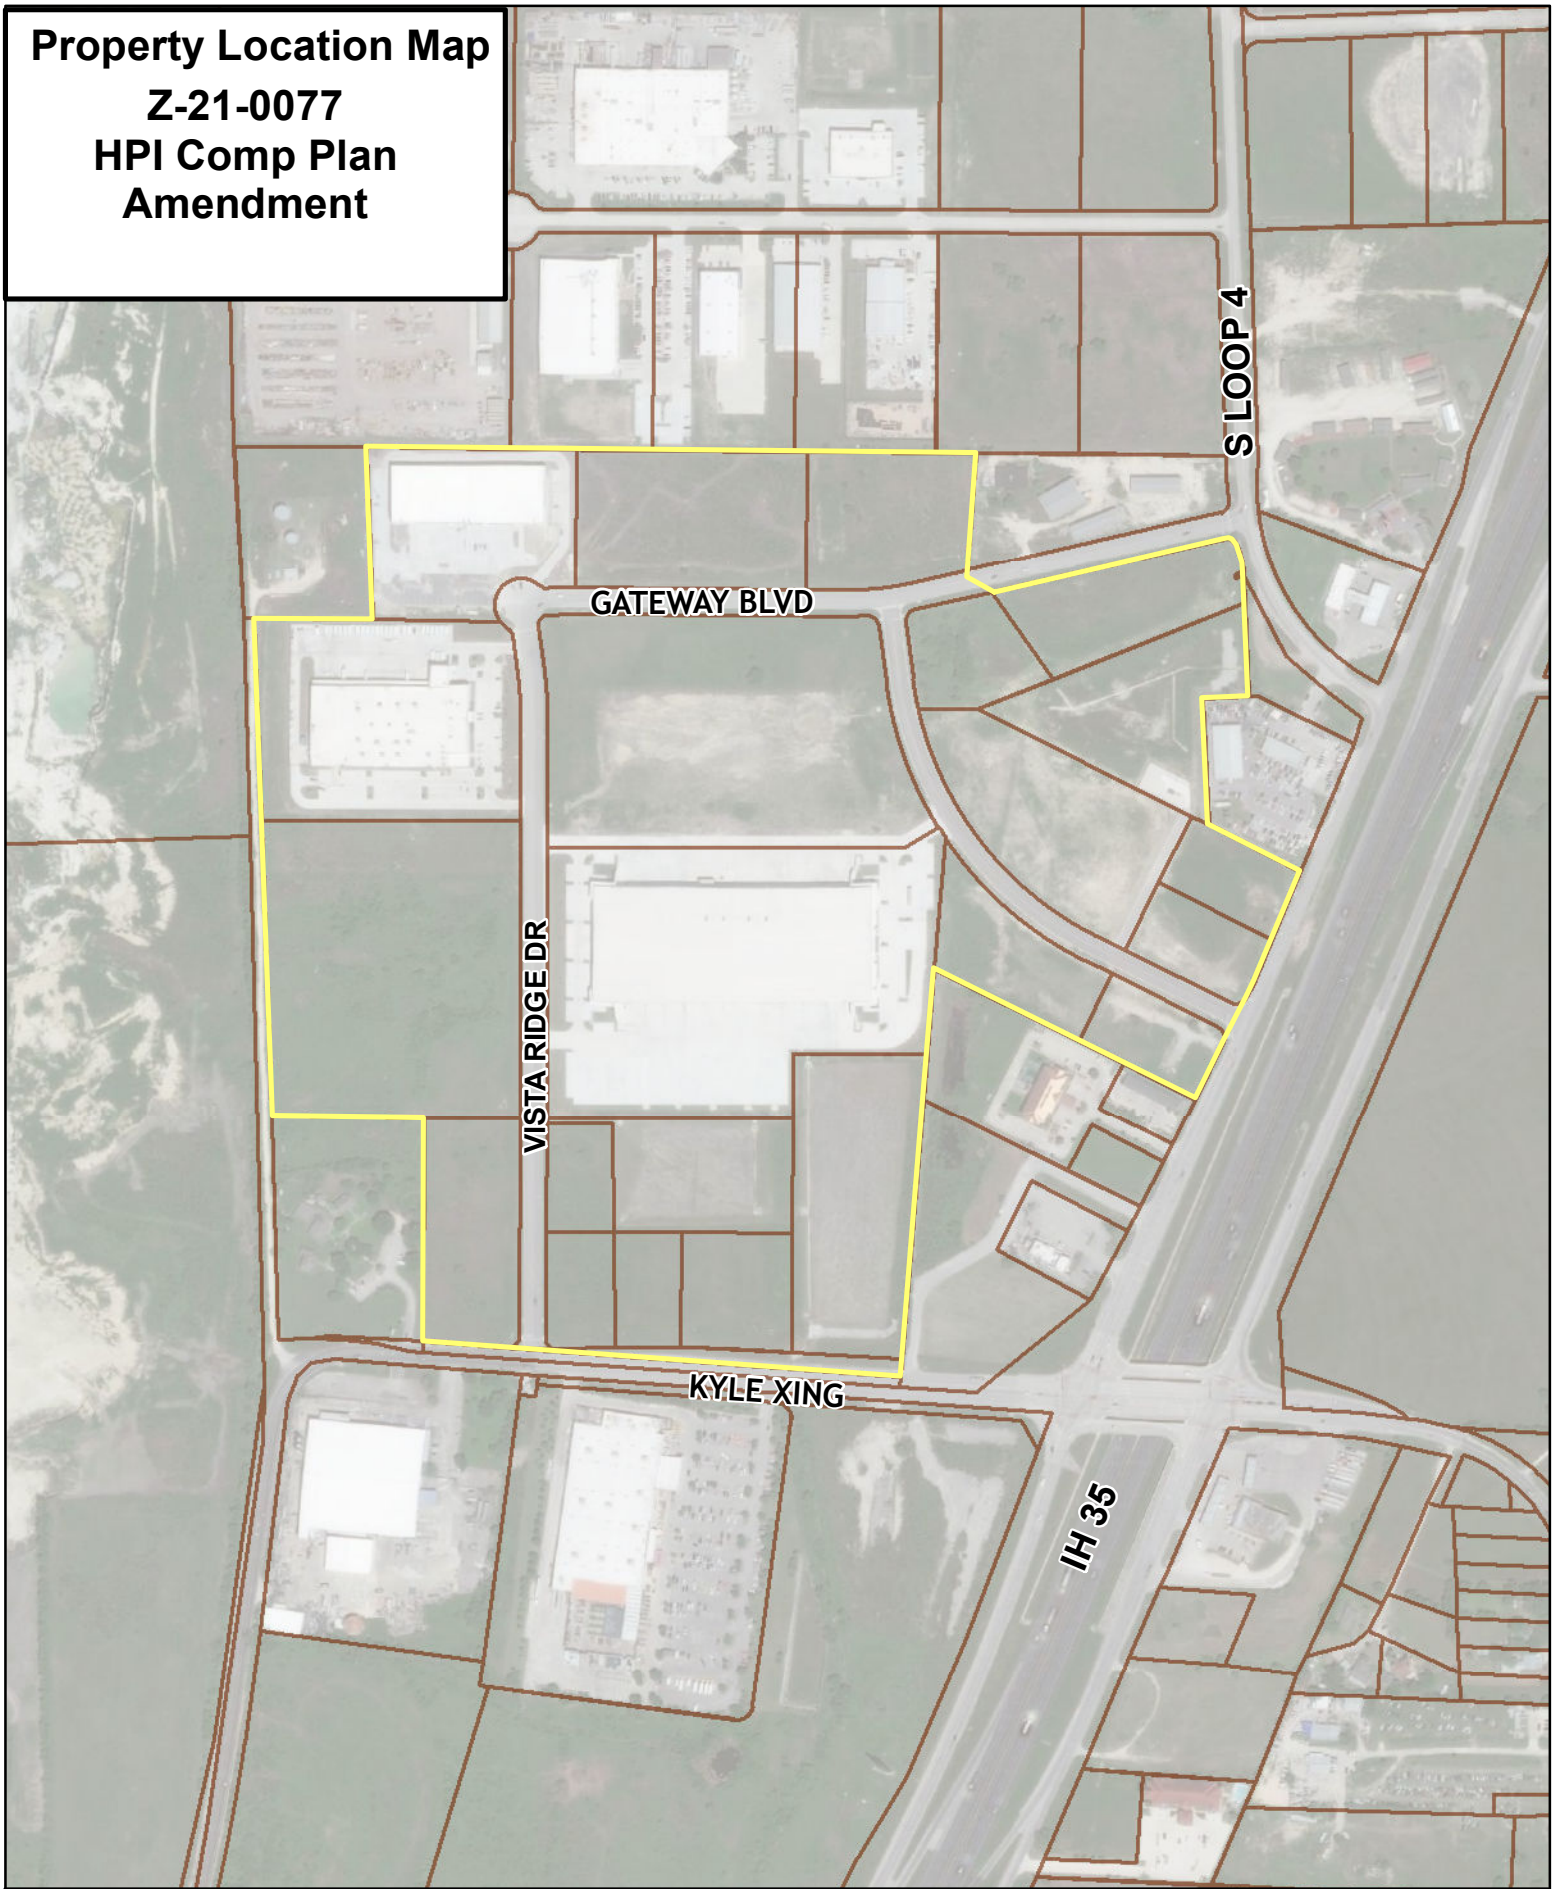 Property Location Map
Z-21-0077
HPI Comp Plan
Amendment
S LOOP 4
GATEWAY BLVD
VISTA RIDGE DR
KYLE XING
IH 35